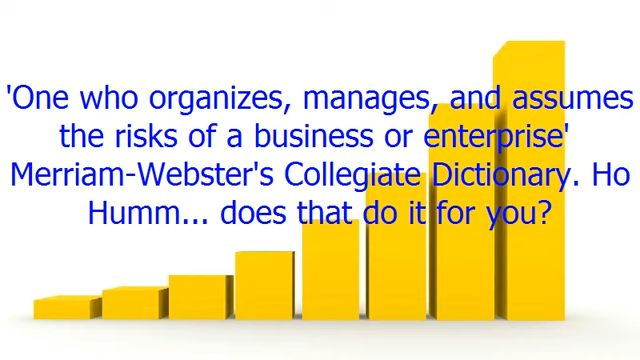 'One who organizes, manages, and assumes
the risks of a business or enterprise'
Merriam-Webster's Collegiate Dictionary. Ho
Humm... does that do it for you?